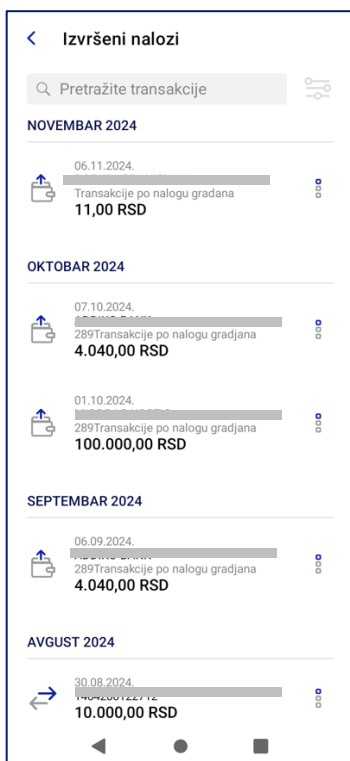 Izvršeni nalozi
Pretražite transakcije
NOVEMBAR 2024
06.11.2024.
Transakcije po nalogu gradana
11,00 RSD
OKTOBAR 2024
07.10.2024.
289Transakcije po nalogu gradjana
4.040,00 RSD
01.10.2024.
289Transakcije po nalogu gradjana
100.000,00 RSD
SEPTEMBAR 2024
06.09.2024.
289Transakcije po nalogu gradjana
4.040,00 RSD
AVGUST 2024
30.08.2024.
10.000,00 RSD